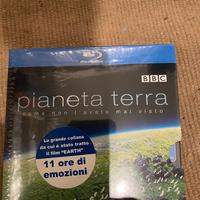 BBC
pianeta terra
come non l'avete mai visto
La grande collana
da cui è stato tratto
il film "EARTH"
11 ore di
emozioni